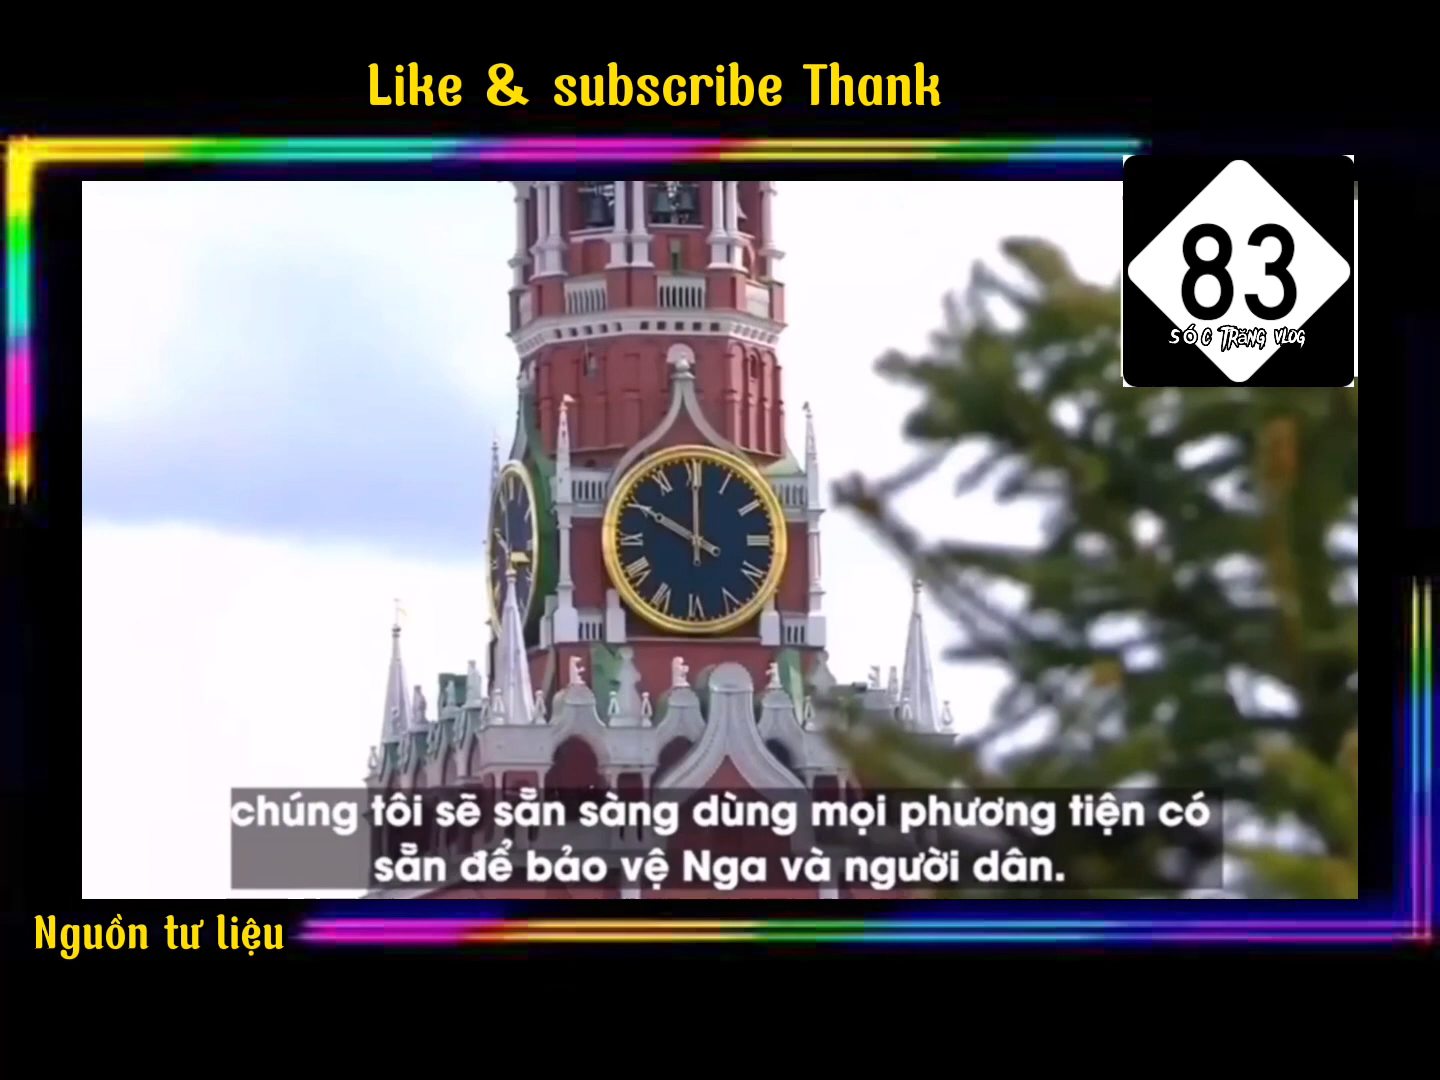 Like & subscribe Thank
83
SÓC TRĂNG VLOG
chúng tôi sẽ sẵn sàng dùng mọi phương tiện có
sẵn để bảo vệ Nga và người dân.
Nguồn tư liệu